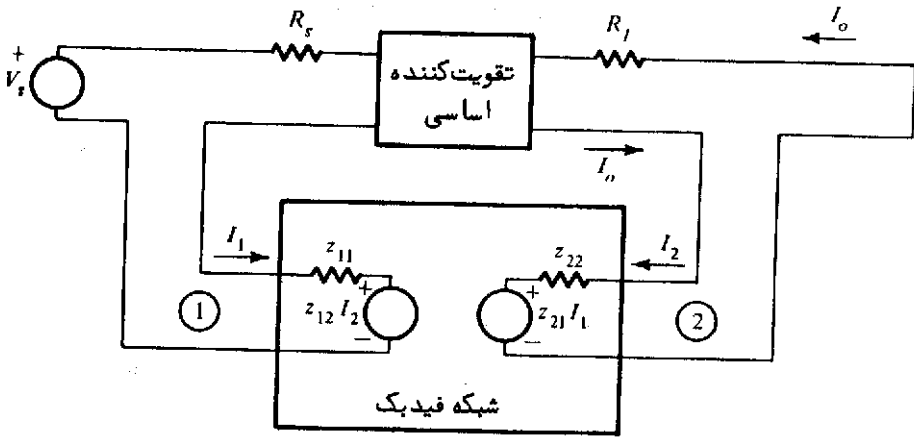 R_s
R_l
I_o
+
V_s
تقویت‌کننده
اساسی
I_o
I_1
z_11
z_22
I_2
1
+
z_12 I_2
−
+
z_21 I_1
−
2
شبکه فیدبک